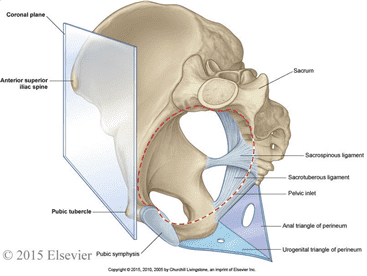 Coronal plane
Anterior superior
iliac spine
Sacrum
Sacrospinous ligament
Sacrotuberous ligament
Pelvic inlet
Pubic tubercle
Anal triangle of perineum
Urogenital triangle of perineum
Pubic symphysis
© 2015 Elsevier
Copyright © 2015, 2010, 2005 by Churchill Livingstone, an imprint of Elsevier Inc.